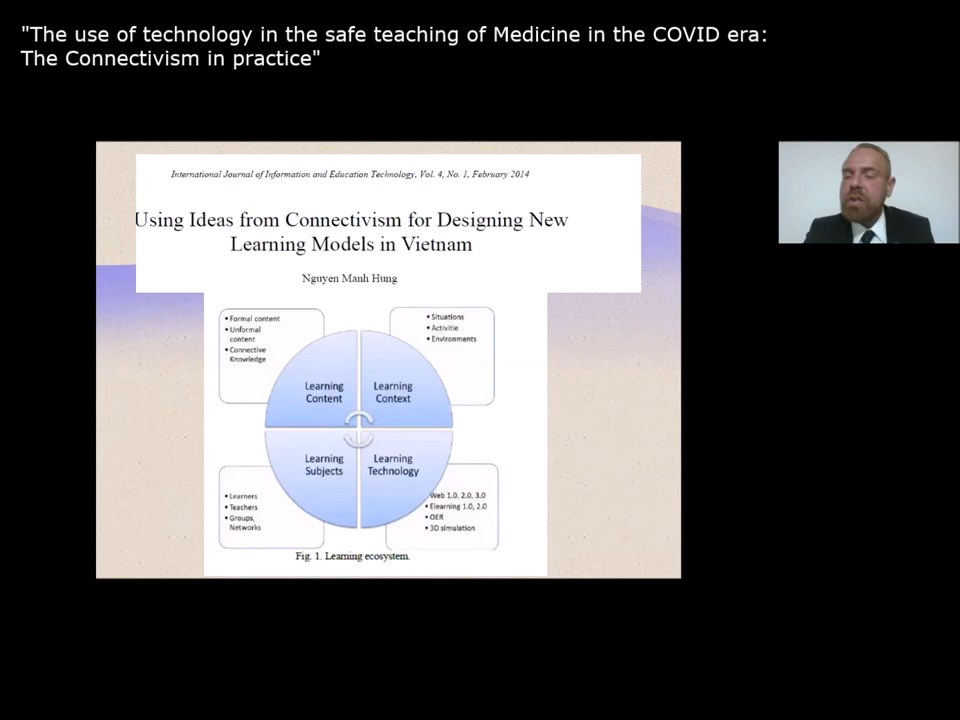 "The use of technology in the safe teaching of Medicine in the COVID era:
The Connectivism in practice"
International Journal of Information and Education Technology, Vol. 4, No. 1, February 2014
Using Ideas from Connectivism for Designing New
Learning Models in Vietnam
Nguyen Manh Hung
• Formal content
• Unformal
content
• Connective
Knowledge
• Situations
• Activitie
• Environments
Learning
Content
Learning
Context
Learning
Subjects
Learning
Technology
• Learners
• Teachers
• Groups,
Networks
Web 1.0, 2.0, 3.0
• Elearning 1.0, 2.0
• OER
• 3D simulation
Fig. 1. Learning ecosystem.